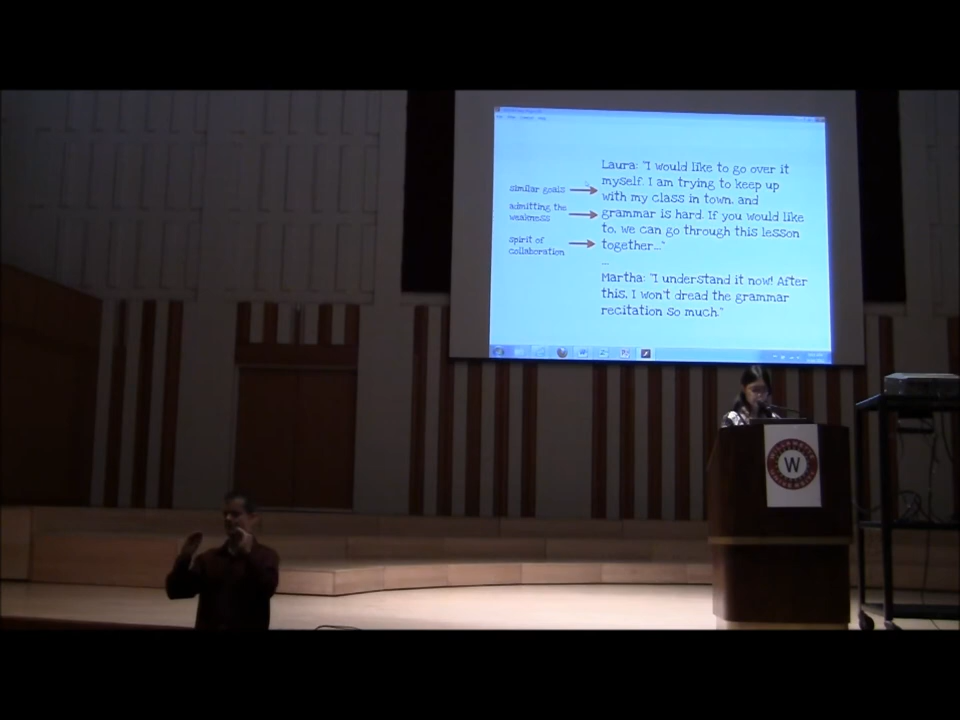 Laura: "I would like to go over it
myself. I am trying to keep up
with my class in town, and
grammar is hard. If you would like
to, we can go through this lesson
together..."
—
Martha: "I understand it now! After
this, I won't dread the grammar
recitation so much."
similar goals
admitting the
weakness
spirit of
collaboration
W